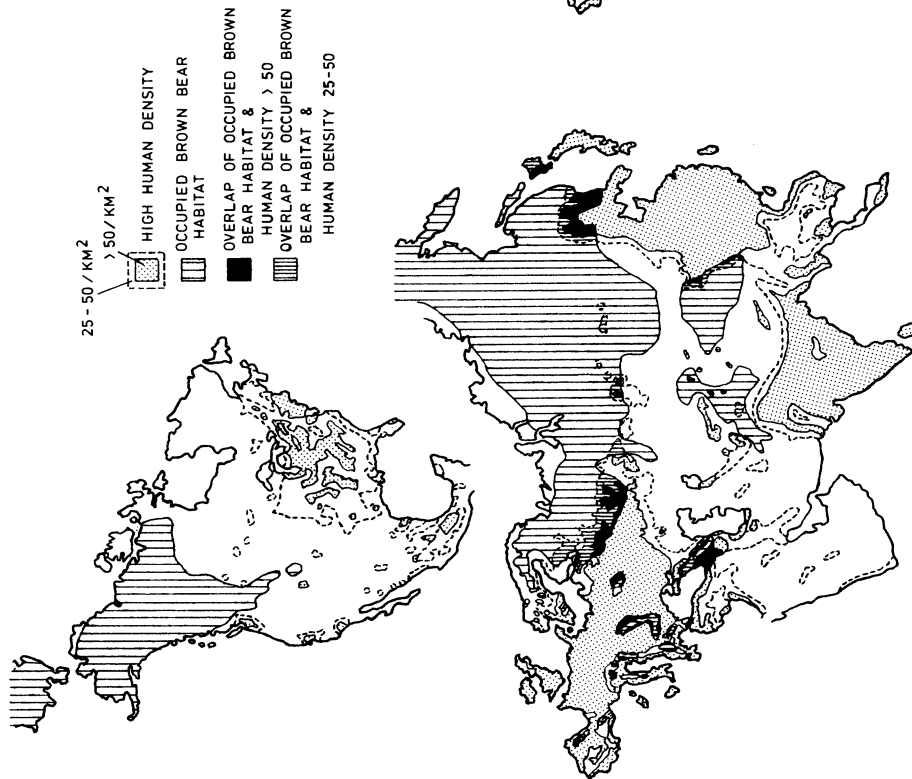 25-50/KM²
>50/KM²
HIGH HUMAN DENSITY
OCCUPIED BROWN BEAR
HABITAT
OVERLAP OF OCCUPIED BROWN
BEAR HABITAT &
HUMAN DENSITY > 50
OVERLAP OF OCCUPIED BROWN
BEAR HABITAT &
HUMAN DENSITY 25-50